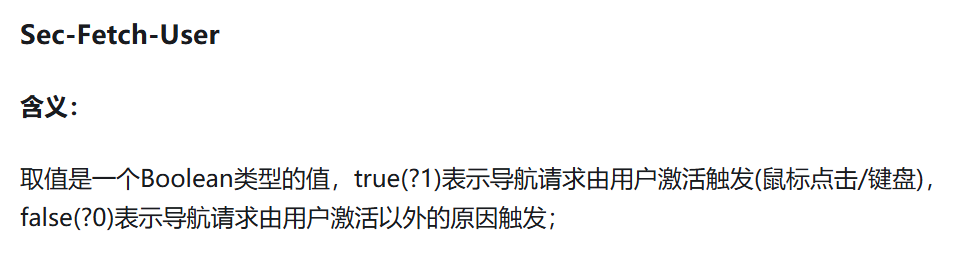 Sec-Fetch-User
含义：
取值是一个Boolean类型的值，true(?1)表示导航请求由用户激活触发(鼠标点击/键盘)，
false(?0)表示导航请求由用户激活以外的原因触发；